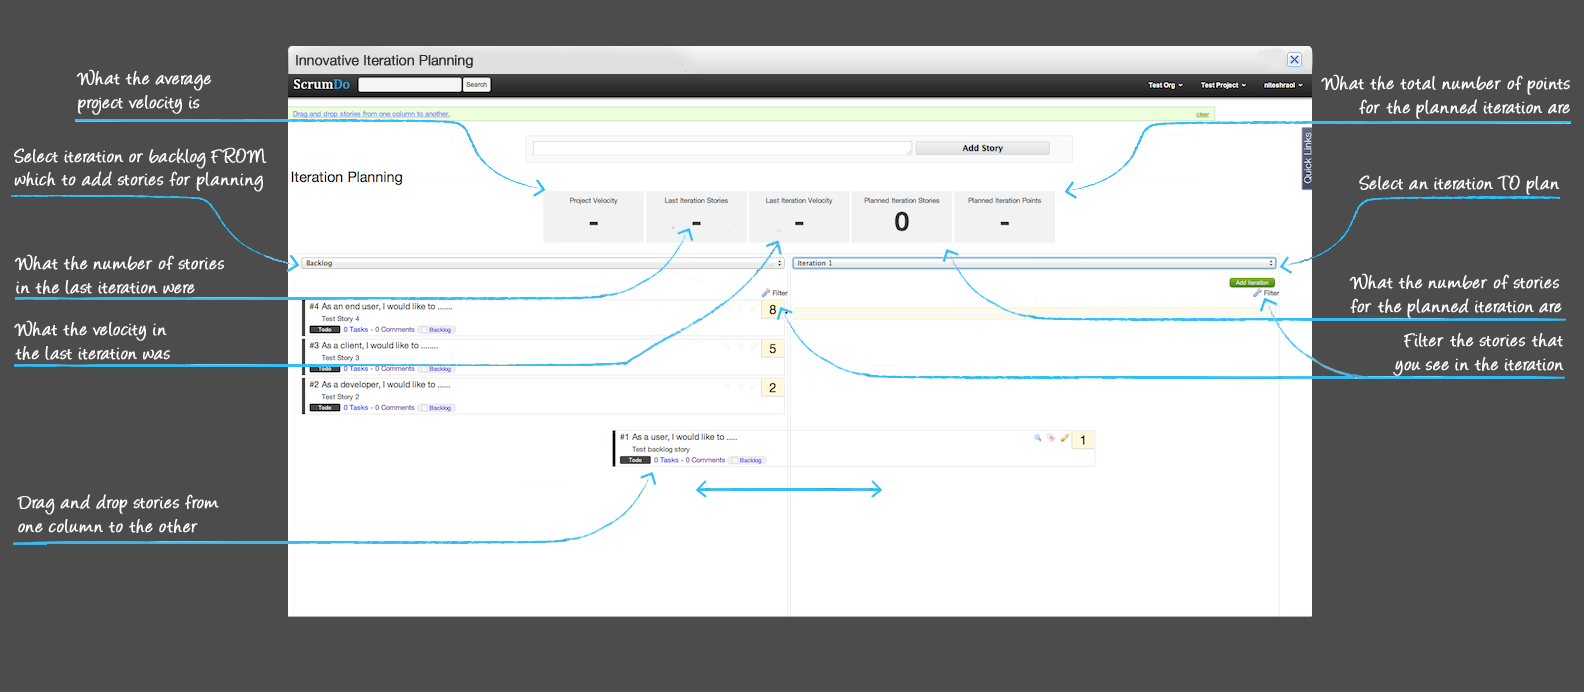 Innovative Iteration Planning
ScrumDo
Search
Test Org
Test Project
niteshraol
Drag and drop stories from one column to another.
clear
Add Story
Quick Links
Iteration Planning
Project Velocity
-
Last Iteration Stories
-
Last Iteration Velocity
-
Planned Iteration Stories
0
Planned Iteration Points
-
Backlog
Iteration 1
Add Iteration
Filter
Filter
#4 As an end user, I would like to .......
8
Test Story 4
Todo 0 Tasks - 0 Comments Backlog
#3 As a client, I would like to ........
5
Test Story 3
Todo 0 Tasks - 0 Comments Backlog
#2 As a developer, I would like to ......
2
Test Story 2
Todo 0 Tasks - 0 Comments Backlog
#1 As a user, I would like to .....
1
Test backlog story
Todo 0 Tasks - 0 Comments Backlog
What the average
project velocity is
Select iteration or backlog FROM
which to add stories for planning
What the number of stories
in the last iteration were
What the velocity in
the last iteration was
Drag and drop stories from
one column to the other
What the total number of points
for the planned iteration are
Select an iteration TO plan
What the number of stories
for the planned iteration are
Filter the stories that
you see in the iteration